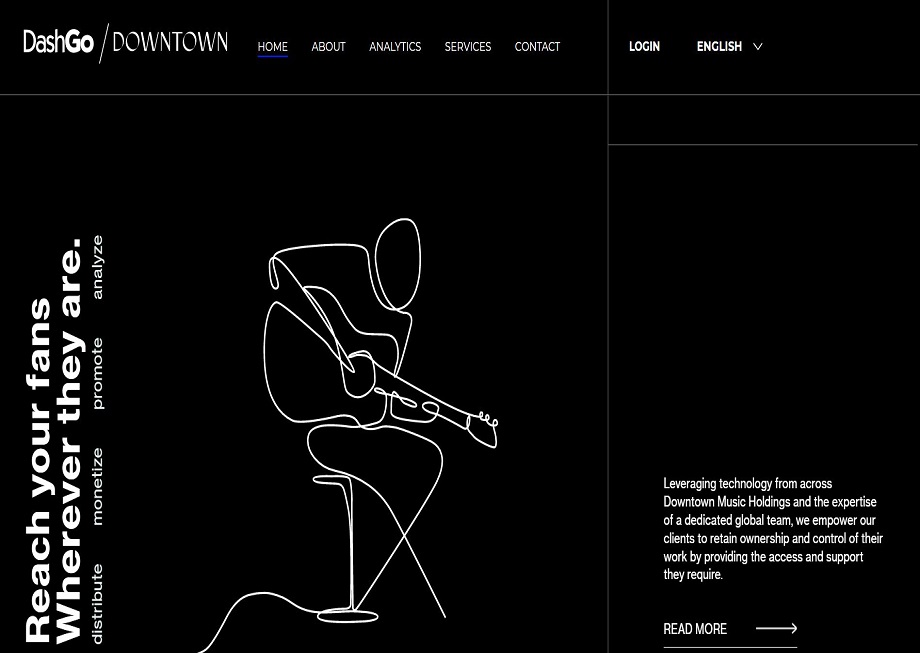 DashGo / DOWNTOWN
HOME ABOUT ANALYTICS SERVICES CONTACT
LOGIN ENGLISH
Reach your fans
Wherever they are.
distribute monetize promote analyze
Leveraging technology from across
Downtown Music Holdings and the expertise
of a dedicated global team, we empower our
clients to retain ownership and control of their
work by providing the access and support
they require.
READ MORE